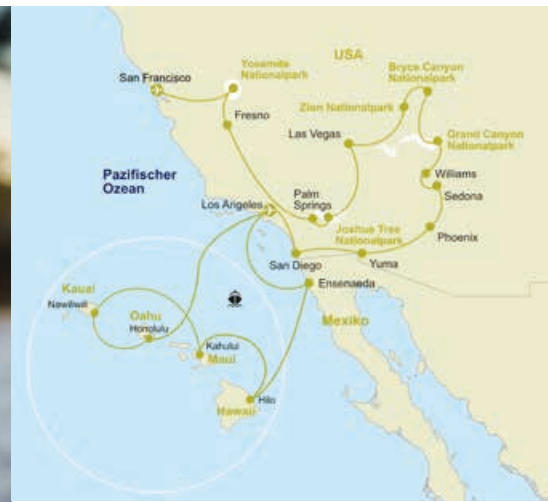 USA
Bryce Canyon
Nationalpark
Yosemite
Nationalpark
San Francisco
Zion Nationalpark
Fresno
Las Vegas
Grand Canyon
Nationalpark
Williams
Sedona
Pazifischer
Ozean
Palm
Springs
Los Angeles
Joshua Tree
Nationalpark
Phoenix
San Diego
Yuma
Ensenaeda
Mexiko
Kauai
Nawiliwili
Oahu
Honolulu
Kahului
Maui
Hawaii
Hilo